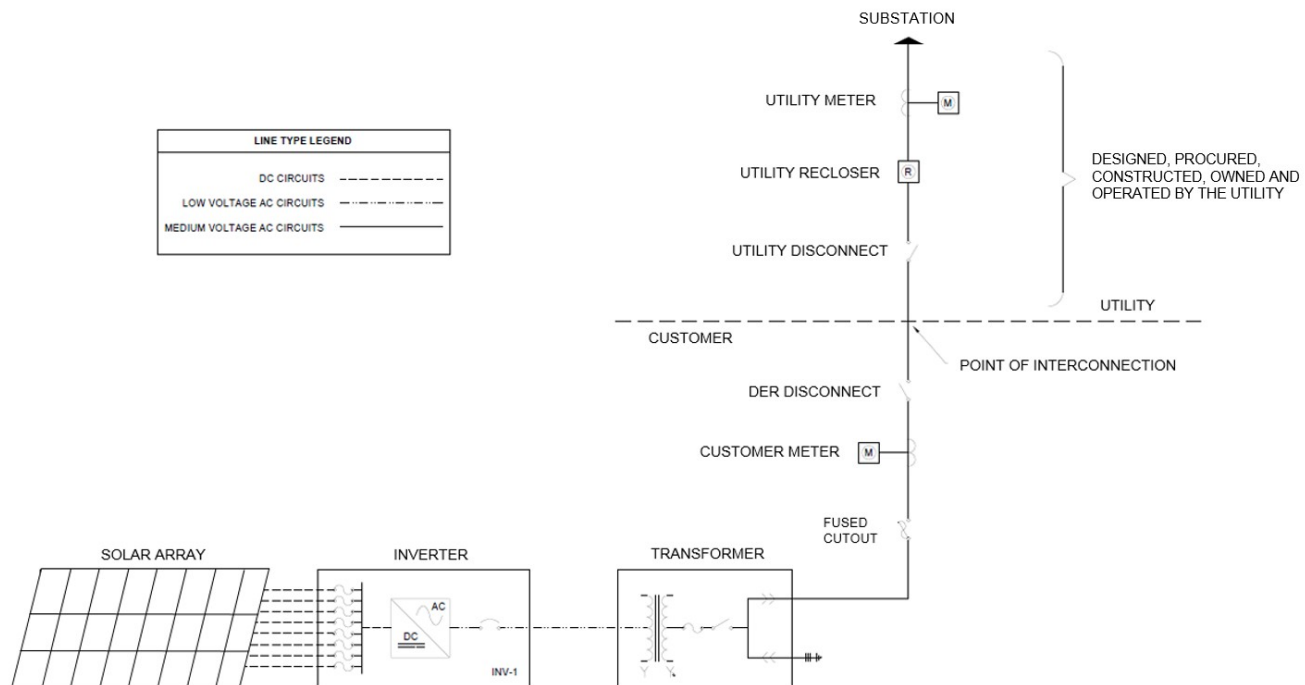 SUBSTATION
UTILITY METER
M
LINE TYPE LEGEND
DC CIRCUITS
LOW VOLTAGE AC CIRCUITS
MEDIUM VOLTAGE AC CIRCUITS
UTILITY RECLOSER
R
DESIGNED, PROCURED,
CONSTRUCTED, OWNED AND
OPERATED BY THE UTILITY
UTILITY DISCONNECT
UTILITY
CUSTOMER
POINT OF INTERCONNECTION
DER DISCONNECT
CUSTOMER METER
M
FUSED
CUTOUT
SOLAR ARRAY
INVERTER
TRANSFORMER
AC
DC
INV-1